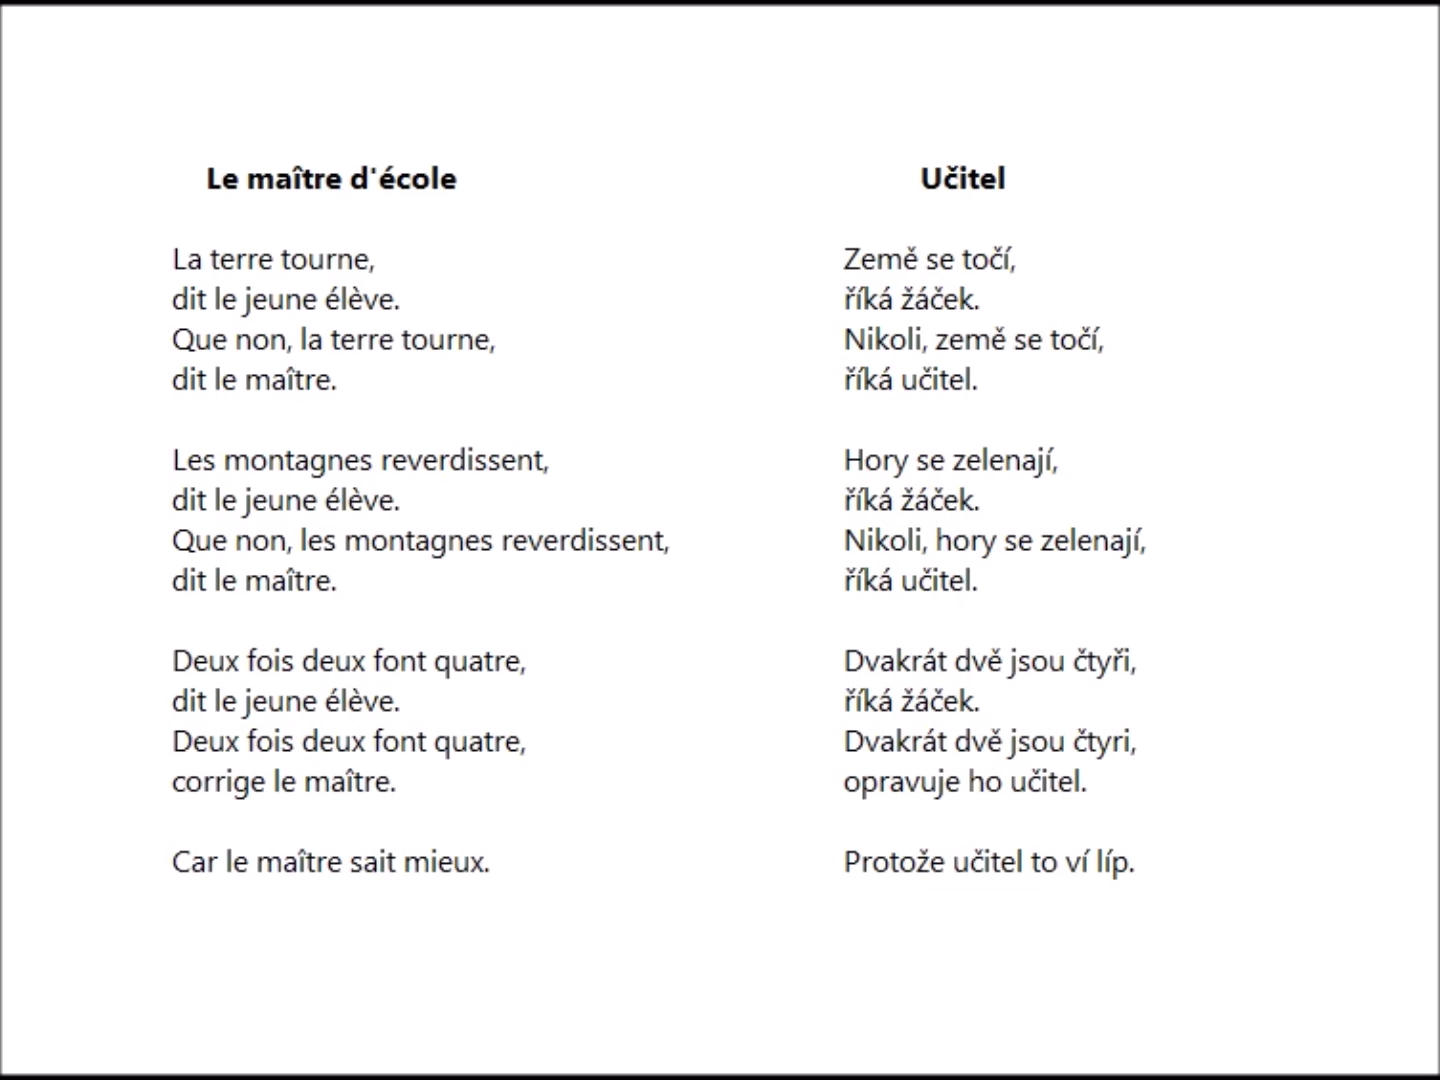 Le maître d'école
La terre tourne,
dit le jeune élève.
Que non, la terre tourne,
dit le maître.
Les montagnes reverdissent,
dit le jeune élève.
Que non, les montagnes reverdissent,
dit le maître.
Deux fois deux font quatre,
dit le jeune élève.
Deux fois deux font quatre,
corrige le maître.
Car le maître sait mieux.
Učitel
Země se točí,
říká žáček.
Nikoli, země se točí,
říká učitel.
Hory se zelenají,
říká žáček.
Nikoli, hory se zelenají,
říká učitel.
Dvakrát dvě jsou čtyři,
říká žáček.
Dvakrát dvě jsou čtyri,
opravuje ho učitel.
Protože učitel to ví líp.